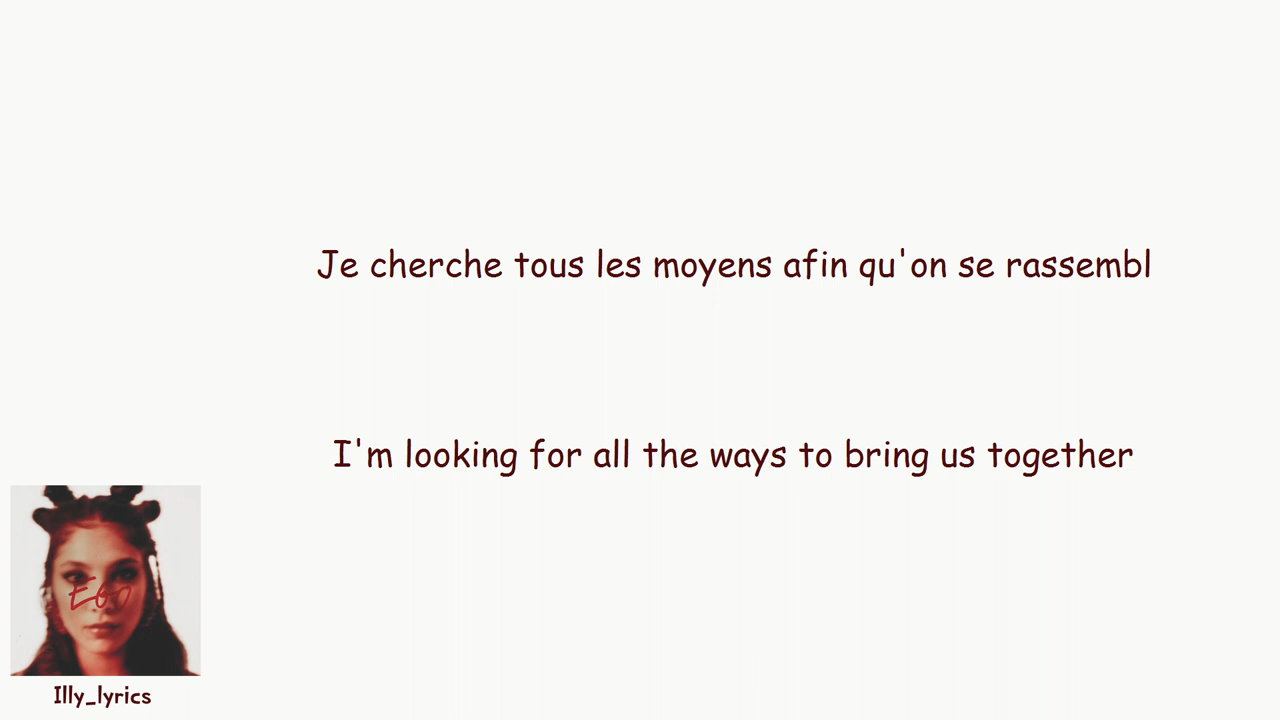 Je cherche tous les moyens afin qu'on se rassembl
I'm looking for all the ways to bring us together
EGO
Illy_lyrics